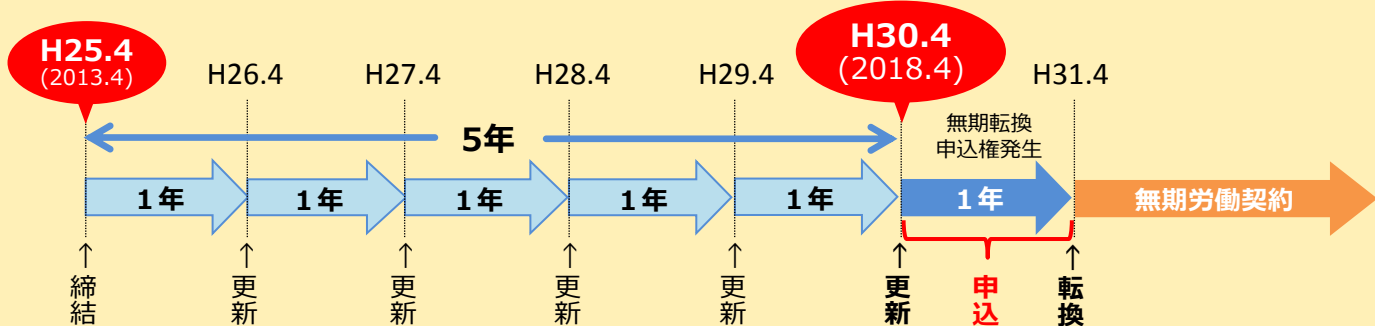 H25.4
(2013.4)
H26.4
H27.4
H28.4
H29.4
H30.4
(2018.4)
H31.4
5年
無期転換
申込権発生
1年
1年
1年
1年
1年
1年
無期労働契約
↑締結
↑更新
↑更新
↑更新
↑更新
↑更新
申込
↑転換